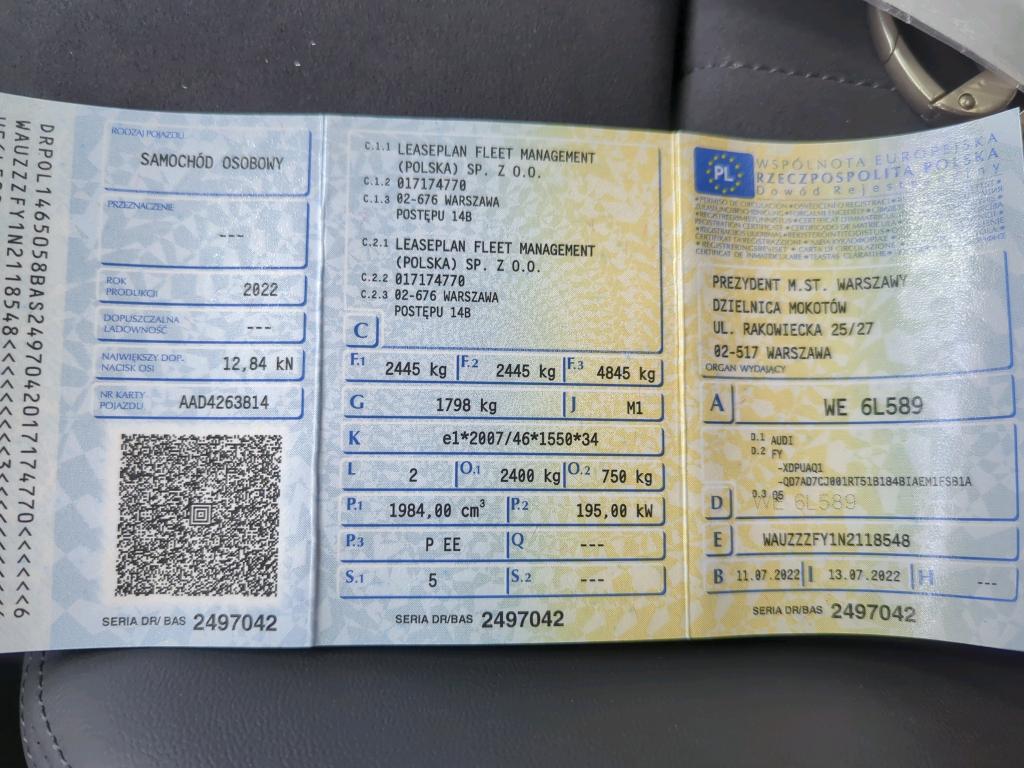 DRPOL1465058BAS2497042017174770<<<<<6
WAUZZZFY1N2118548<<<<<<<<<<<3<<<<<<<
RODZAJ POJAZDU
SAMOCHÓD OSOBOWY
PRZEZNACZENIE
---
ROK PRODUKCJI
2022
DOPUSZCZALNA ŁADOWNOŚĆ
---
NAJWIĘKSZY DOP. NACISK OSI
12,84 kN
NR KARTY POJAZDU
AAD4263814
SERIA DR/BAS 2497042
C.1.1 LEASEPLAN FLEET MANAGEMENT
(POLSKA) SP. Z O.O.
C.1.2 017174770
C.1.3 02-676 WARSZAWA
POSTĘPU 14B
C.2.1 LEASEPLAN FLEET MANAGEMENT
(POLSKA) SP. Z O.O.
C.2.2 017174770
C.2.3 02-676 WARSZAWA
POSTĘPU 14B
C
F.1 2445 kg F.2 2445 kg F.3 4845 kg
G 1798 kg J M1
K e1*2007/46*1550*34
L 2 O.1 2400 kg O.2 750 kg
P.1 1984,00 cm³ P.2 195,00 kW
P.3 P EE Q ---
S.1 5 S.2 ---
SERIA DR/BAS 2497042
PL
WSPÓLNOTA EUROPEJSKA
RZECZPOSPOLITA POLSKA
Dowód Rejestracyjny
PREZYDENT M.ST. WARSZAWY
DZIELNICA MOKOTÓW
UL. RAKOWIECKA 25/27
02-517 WARSZAWA
ORGAN WYDAJĄCY
A WE 6L589
D.1 AUDI
D.2 FY
-XDPUAQ1
D.3 Q5
D WE 6L589
E WAUZZZFY1N2118548
B 11.07.2022 I 13.07.2022 H ---
SERIA DR/BAS 2497042